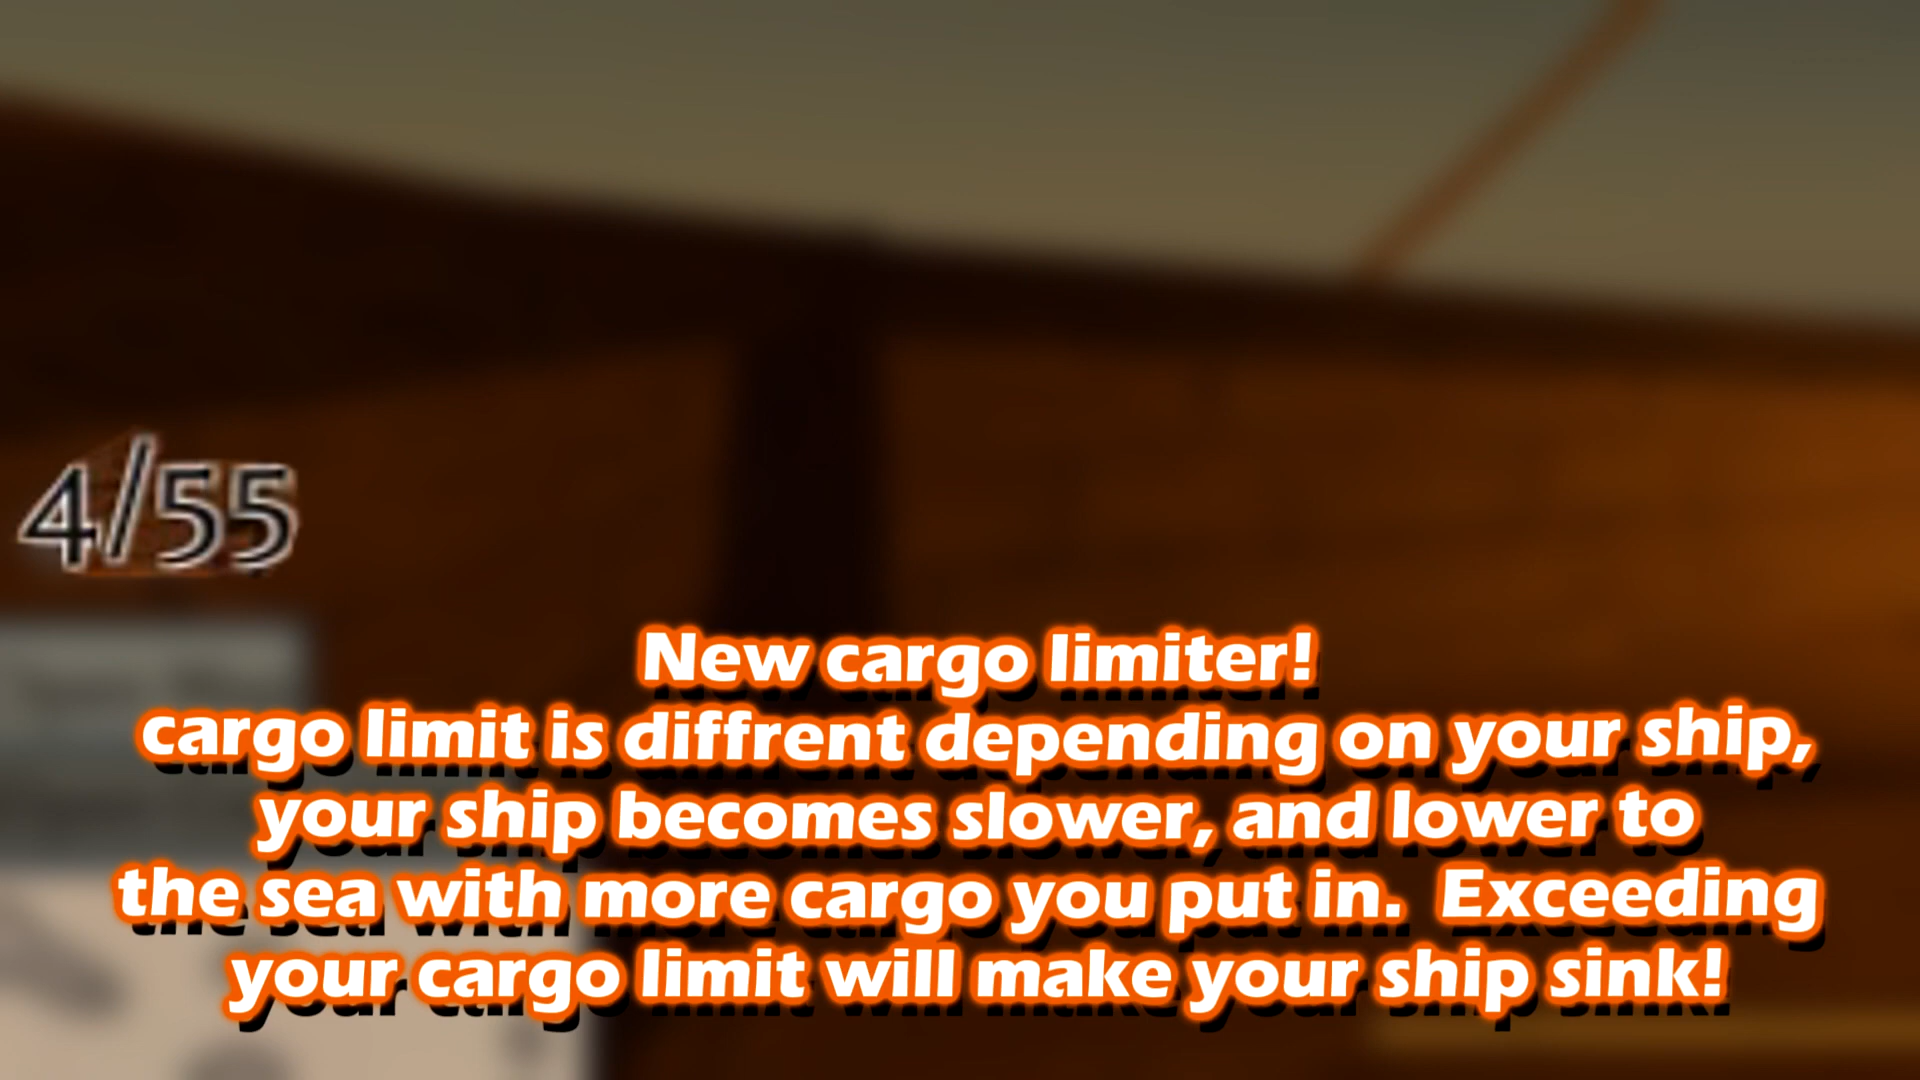 4/55
New cargo limiter!
cargo limit is diffrent depending on your ship,
your ship becomes slower, and lower to
the sea with more cargo you put in.  Exceeding
your cargo limit will make your ship sink!